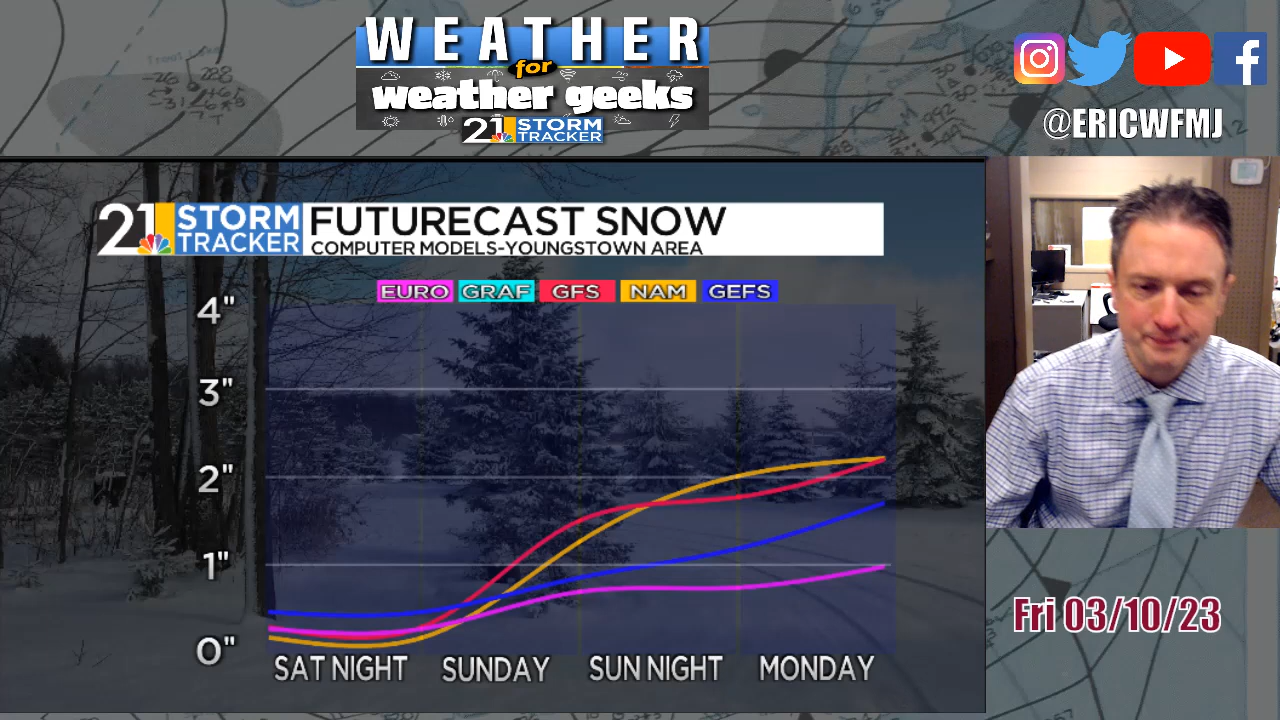 WEATHER
for
weather geeks
21 STORM
TRACKER
@ERICWFMJ
21 STORM
TRACKER
FUTURECAST SNOW
COMPUTER MODELS-YOUNGSTOWN AREA
EURO GRAF GFS NAM GEFS
4"
3"
2"
1"
0"
SAT NIGHT SUNDAY SUN NIGHT MONDAY
Fri 03/10/23